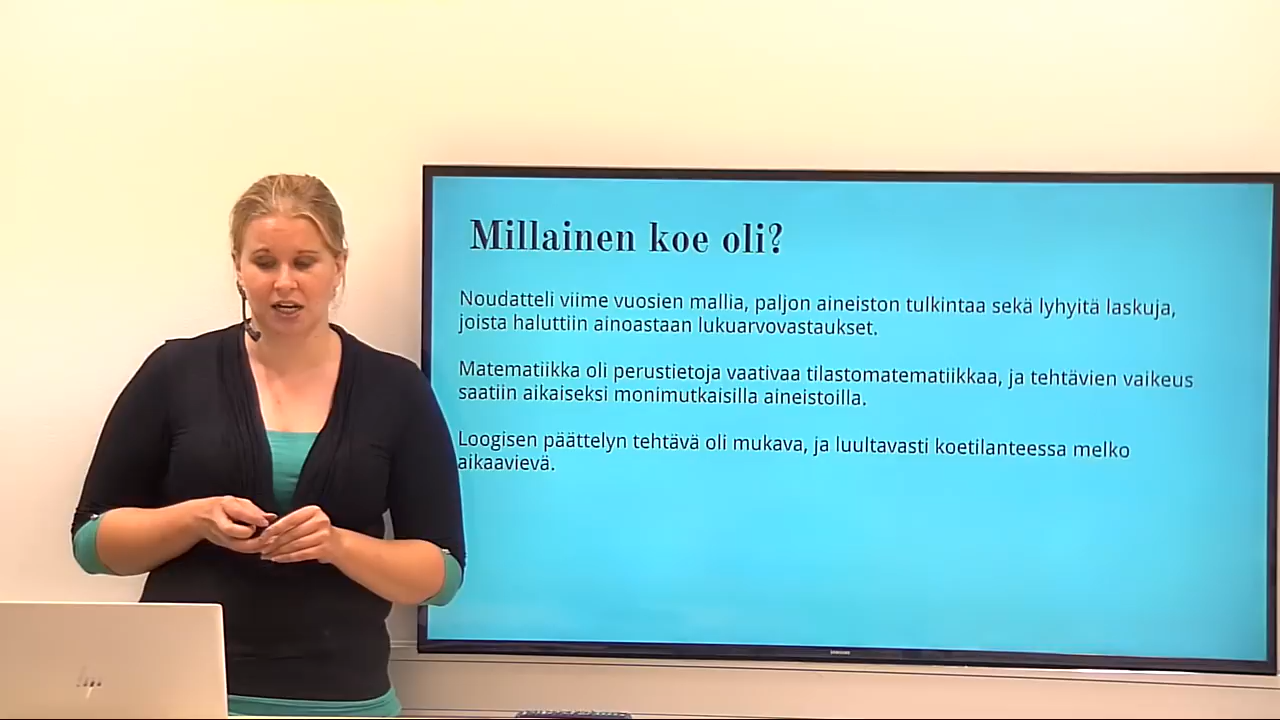 Millainen koe oli?
Noudatteli viime vuosien mallia, paljon aineiston tulkintaa sekä lyhyitä laskuja,
joista haluttiin ainoastaan lukuarvovastaukset.
Matematiikka oli perustietoja vaativaa tilastomatematiikkaa, ja tehtävien vaikeus
saatiin aikaiseksi monimutkaisilla aineistoilla.
Loogisen päättelyn tehtävä oli mukava, ja luultavasti koetilanteessa melko
aikaavievä.
SAMSUNG
hp